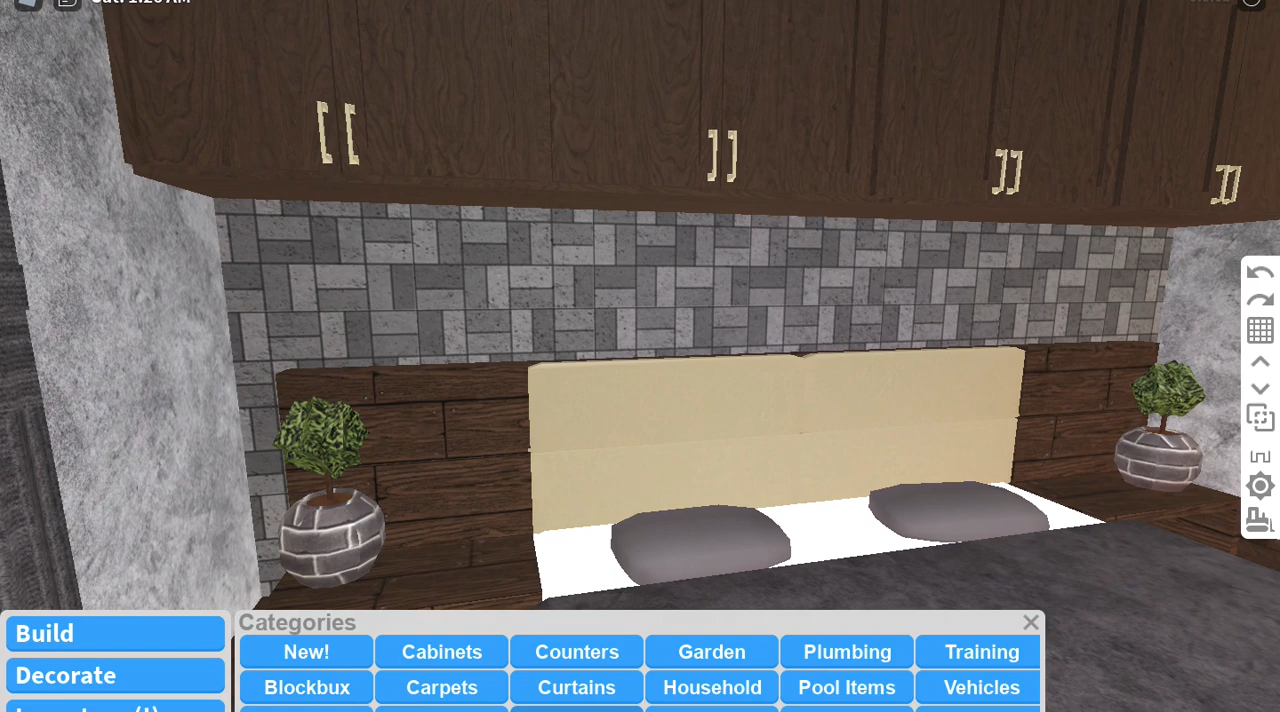 Build
Decorate
Categories
New! Cabinets Counters Garden Plumbing Training
Blockbux Carpets Curtains Household Pool Items Vehicles